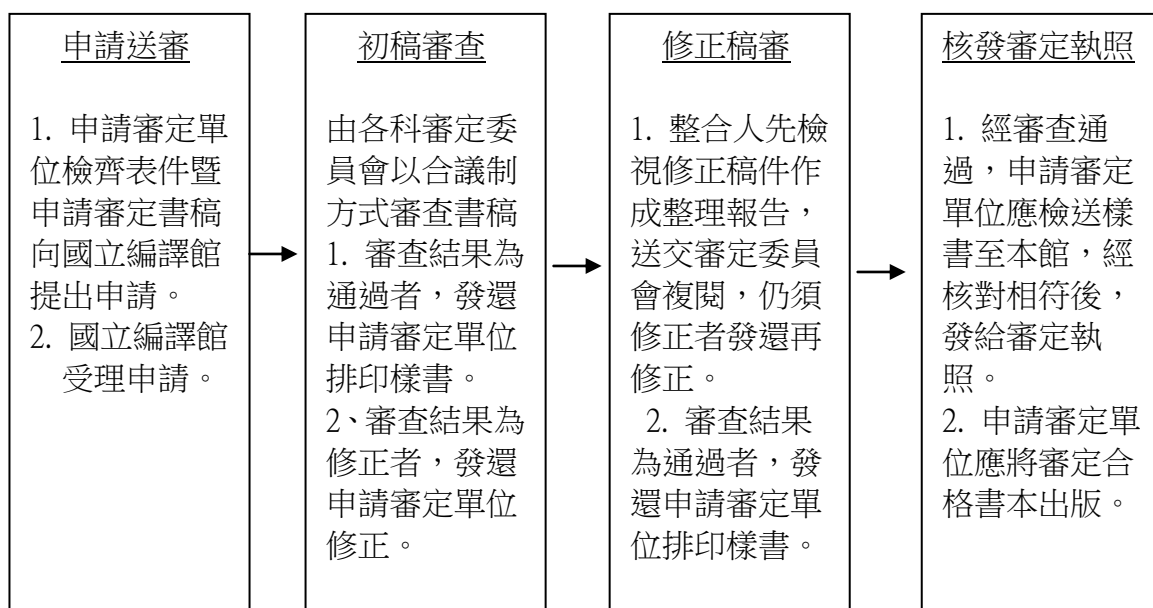 申請送審
1. 申請審定單
位檢齊表件暨
申請審定書稿
向國立編譯館
提出申請。
2. 國立編譯館
受理申請。
初稿審查
由各科審定委
員會以合議制
方式審查書稿
1. 審查結果為
通過者，發還
申請審定單位
排印樣書。
2、審查結果為
修正者，發還
申請審定單位
修正。
修正稿審
1. 整合人先檢
視修正稿件作
成整理報告，
送交審定委員
會複閱，仍須
修正者發還再
修正。
2. 審查結果
為通過者，發
還申請審定單
位排印樣書。
核發審定執照
1. 經審查通
過，申請審定
單位應檢送樣
書至本館，經
核對相符後，
發給審定執
照。
2. 申請審定單
位應將審定合
格書本出版。